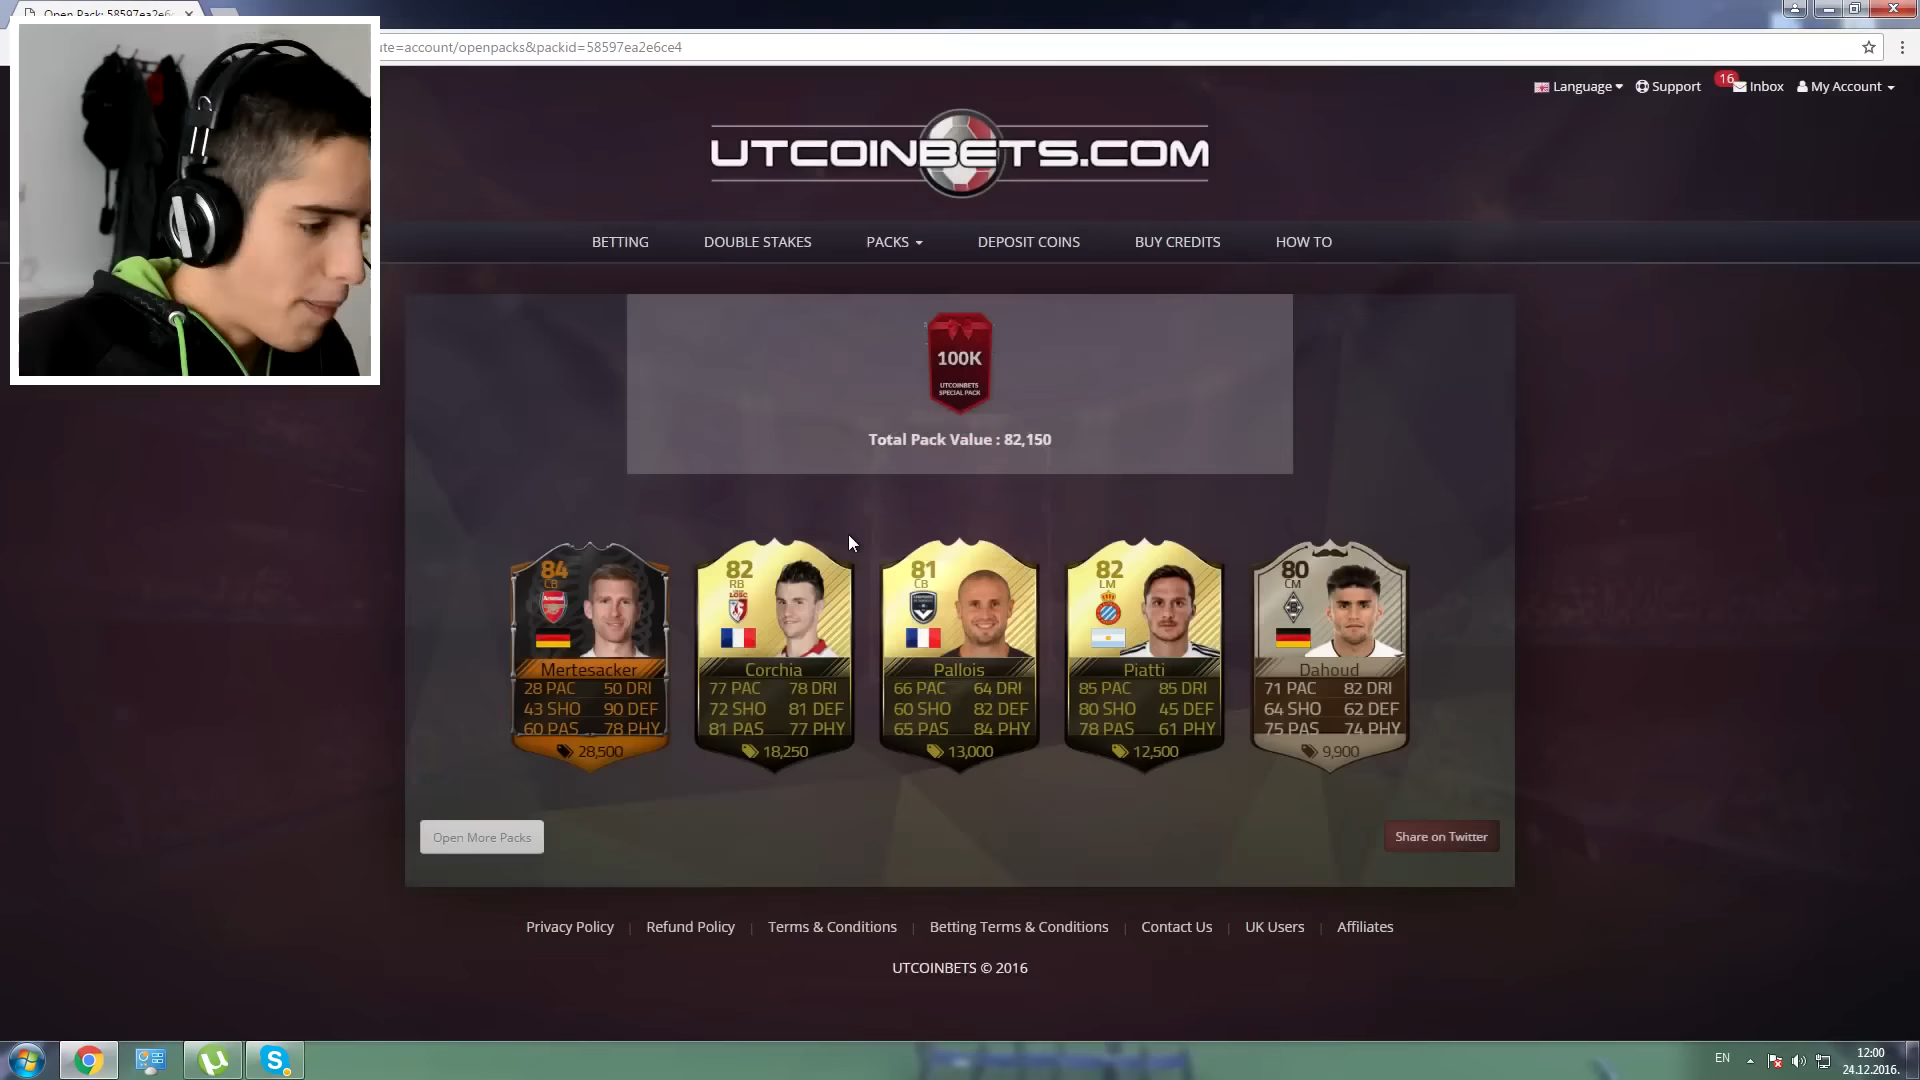 Open Pack: 58597ea2e6c
ute=account/openpacks&packid=58597ea2e6ce4
Language
Support
16
Inbox
My Account
UTCOINBETS.COM
BETTING
DOUBLE STAKES
PACKS
DEPOSIT COINS
BUY CREDITS
HOW TO
100K
UTCOINBETS
SPECIAL PACK
Total Pack Value : 82,150
84
CB
Arsenal
Mertesacker
28 PAC 50 DRI
43 SHO 90 DEF
60 PAS 78 PHY
28,500
82
RB
LOSC
Corchia
77 PAC 78 DRI
72 SHO 81 DEF
81 PAS 77 PHY
18,250
81
CB
Pallois
66 PAC 64 DRI
60 SHO 82 DEF
65 PAS 84 PHY
13,000
82
LM
Piatti
85 PAC 85 DRI
80 SHO 45 DEF
78 PAS 61 PHY
12,500
80
CM
Dahoud
71 PAC 82 DRI
64 SHO 62 DEF
75 PAS 74 PHY
9,900
Open More Packs
Share on Twitter
Privacy Policy | Refund Policy | Terms & Conditions | Betting Terms & Conditions | Contact Us | UK Users | Affiliates
UTCOINBETS © 2016
EN
12:00
24.12.2016.